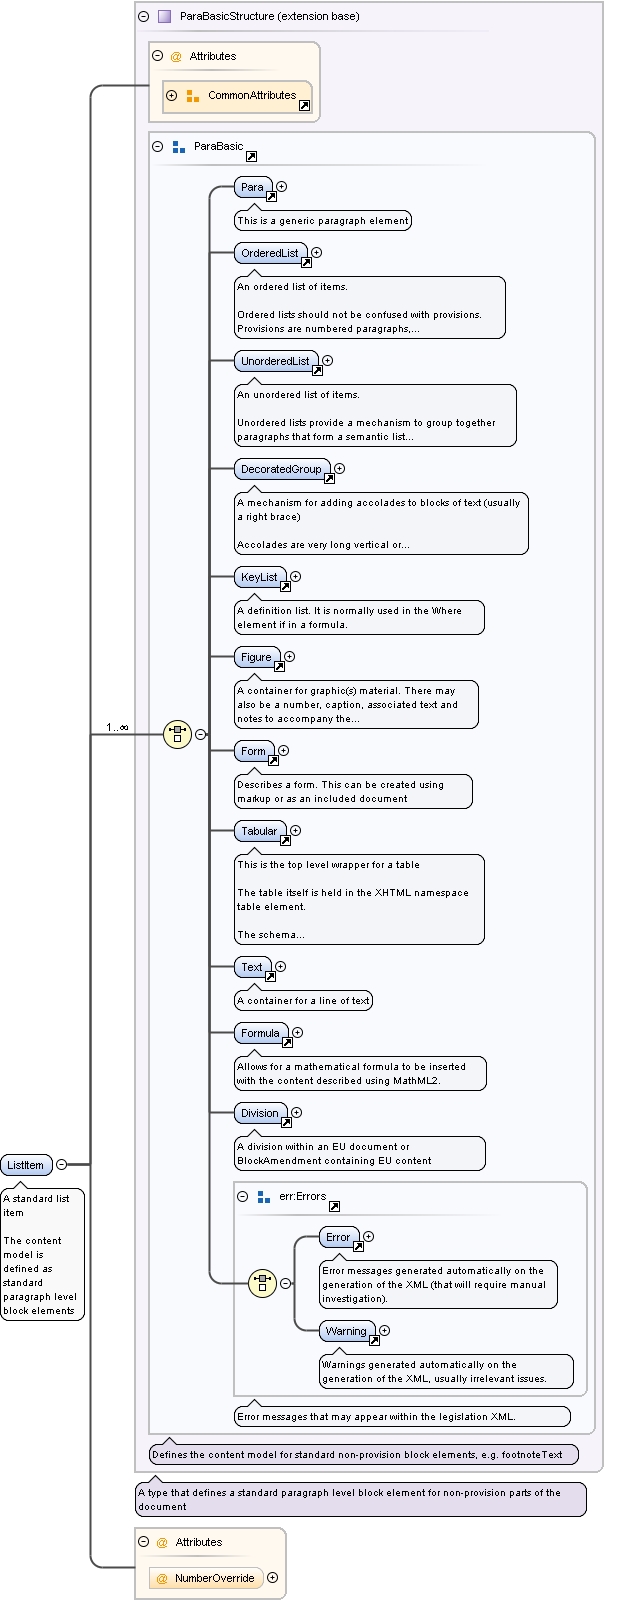 ParaBasicStructure (extension base)
@ Attributes
CommonAttributes
ParaBasic
Para
This is a generic paragraph element
OrderedList
An ordered list of items.
Ordered lists should not be confused with provisions.
Provisions are numbered paragraphs,...
UnorderedList
An unordered list of items.
Unordered lists provide a mechanism to group together
paragraphs that form a semantic list...
DecoratedGroup
A mechanism for adding accolades to blocks of text (usually
a right brace)
Accolades are very long vertical or...
KeyList
A definition list. It is normally used in the Where
element if in a formula.
Figure
A container for graphic(s) material. There may
also be a number, caption, associated text and
notes to accompany the...
1..∞
Form
Describes a form. This can be created using
markup or as an included document
Tabular
This is the top level wrapper for a table
The table itself is held in the XHTML namespace
table element.
The schema...
Text
A container for a line of text
Formula
Allows for a mathematical formula to be inserted
with the content described using MathML2.
Division
A division within an EU document or
BlockAmendment containing EU content
ListItem
A standard list
item
The content
model is
defined as
standard
paragraph level
block elements
err:Errors
Error
Error messages generated automatically on the
generation of the XML (that will require manual
investigation).
Warning
Warnings generated automatically on the
generation of the XML, usually irrelevant issues.
Error messages that may appear within the legislation XML.
Defines the content model for standard non-provision block elements, e.g. footnoteText
A type that defines a standard paragraph level block element for non-provision parts of the
document
@ Attributes
@ NumberOverride